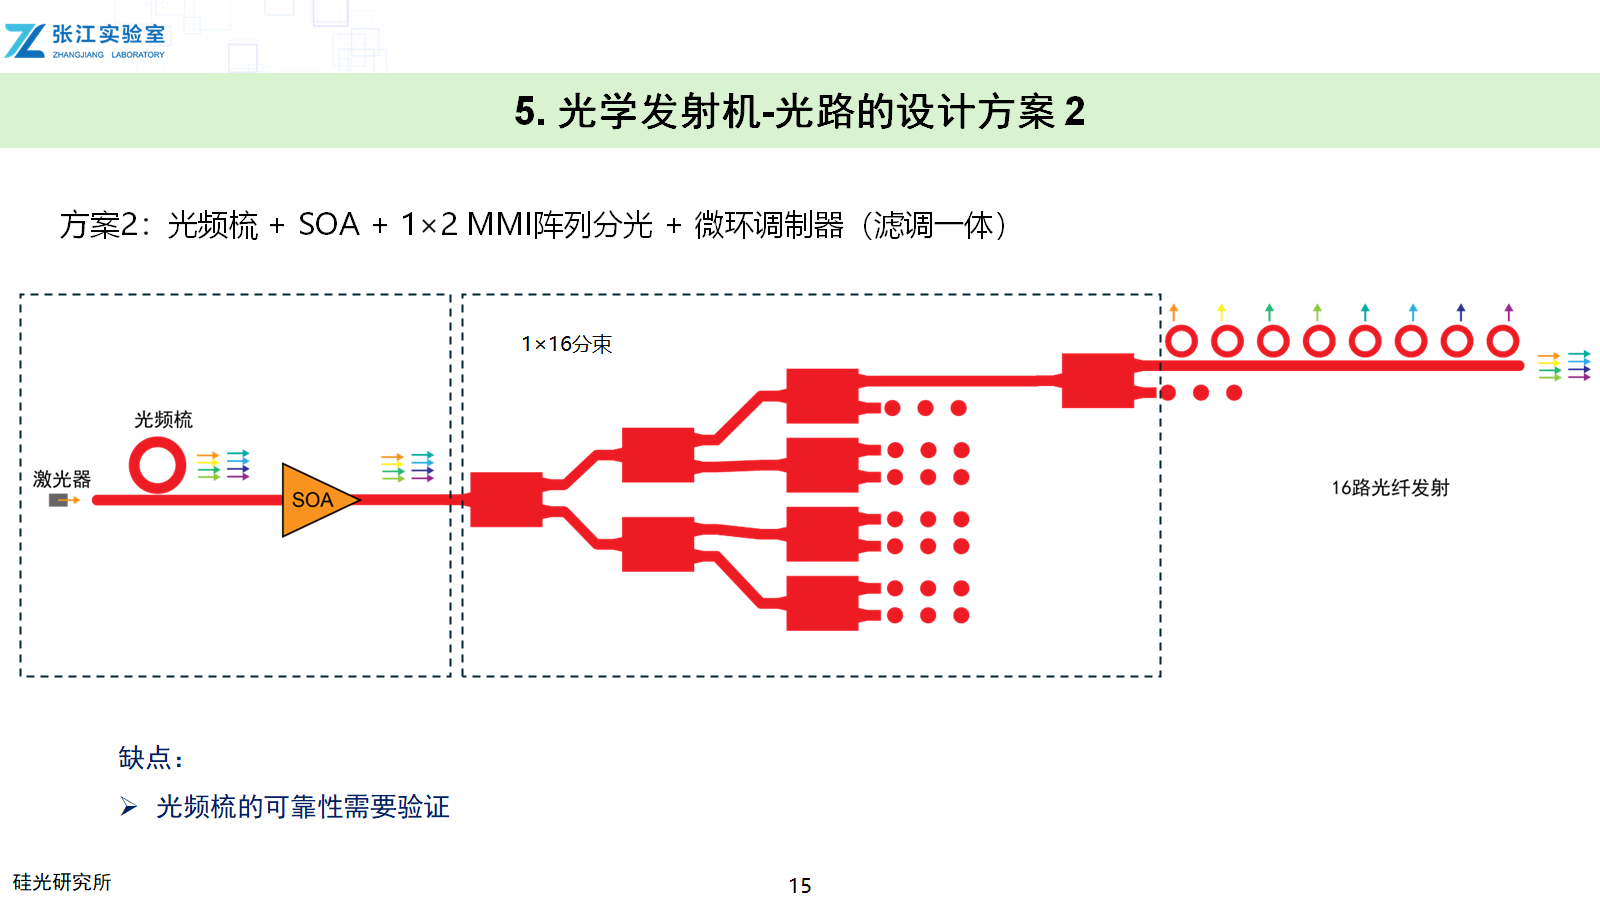 张江实验室
ZHANGJIANG LABORATORY
5. 光学发射机-光路的设计方案 2
方案2：光频梳 + SOA + 1×2 MMI阵列分光 + 微环调制器（滤调一体）
1×16分束
光频梳
激光器
SOA
16路光纤发射
缺点：
➢ 光频梳的可靠性需要验证
硅光研究所
15